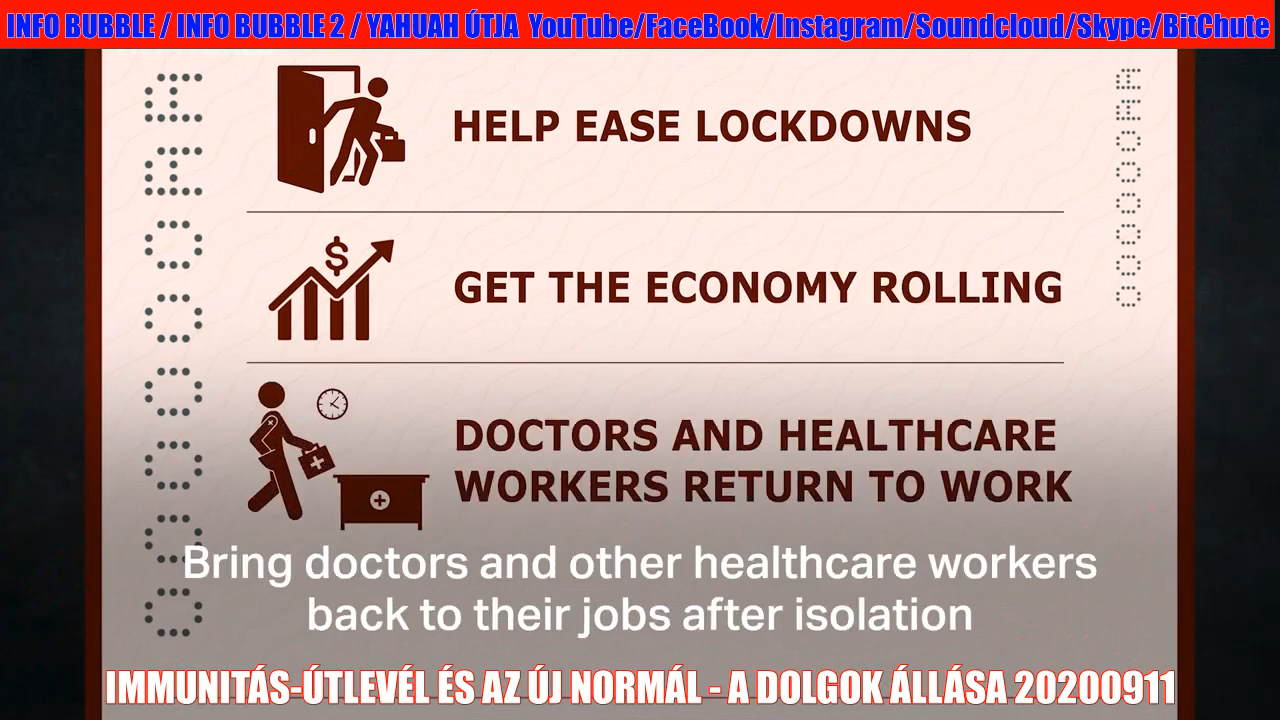 INFO BUBBLE / INFO BUBBLE 2 / YAHUAH ÚTJA YouTube/FaceBook/Instagram/Soundcloud/Skype/BitChute
HELP EASE LOCKDOWNS
GET THE ECONOMY ROLLING
DOCTORS AND HEALTHCARE
WORKERS RETURN TO WORK
Bring doctors and other healthcare workers
back to their jobs after isolation
IMMUNITÁS-ÚTLEVÉL ÉS AZ ÚJ NORMÁL - A DOLGOK ÁLLÁSA 20200911